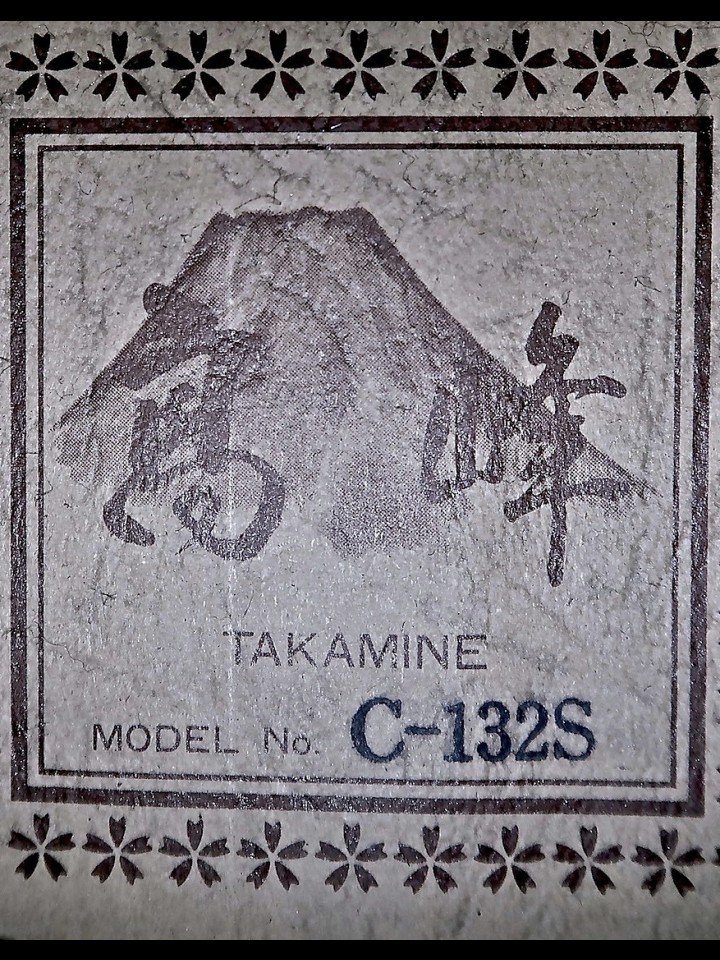 高峰
TAKAMINE
MODEL No. C-132S